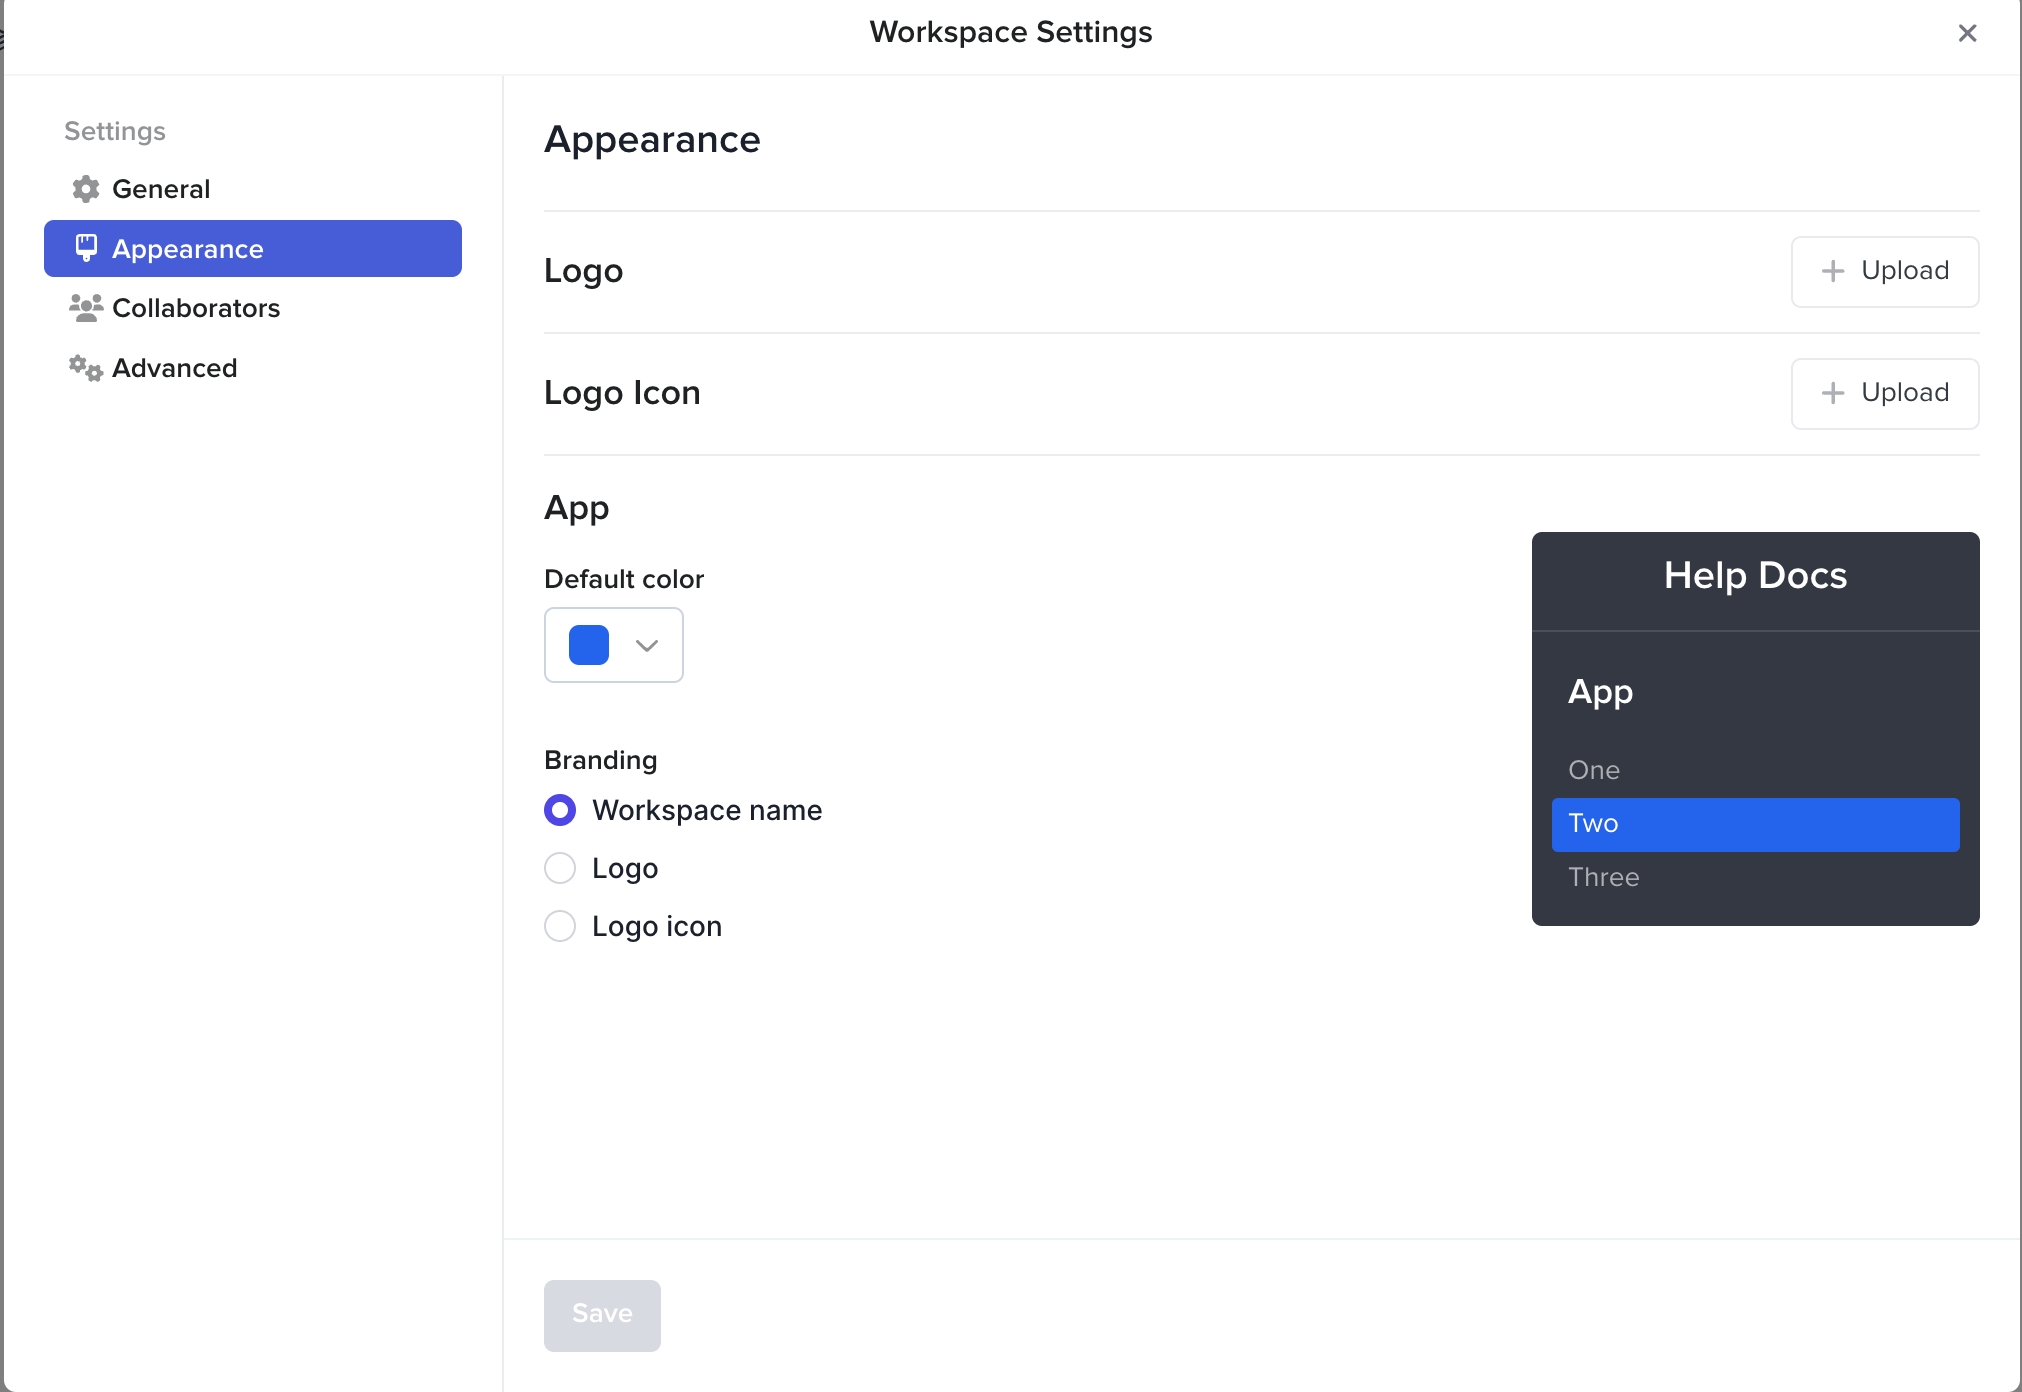 Workspace Settings
Settings
General
Appearance
Collaborators
Advanced
Appearance
Logo
Upload
Logo Icon
Upload
App
Default color
Branding
Workspace name
Logo
Logo icon
Help Docs
App
One
Two
Three
Save